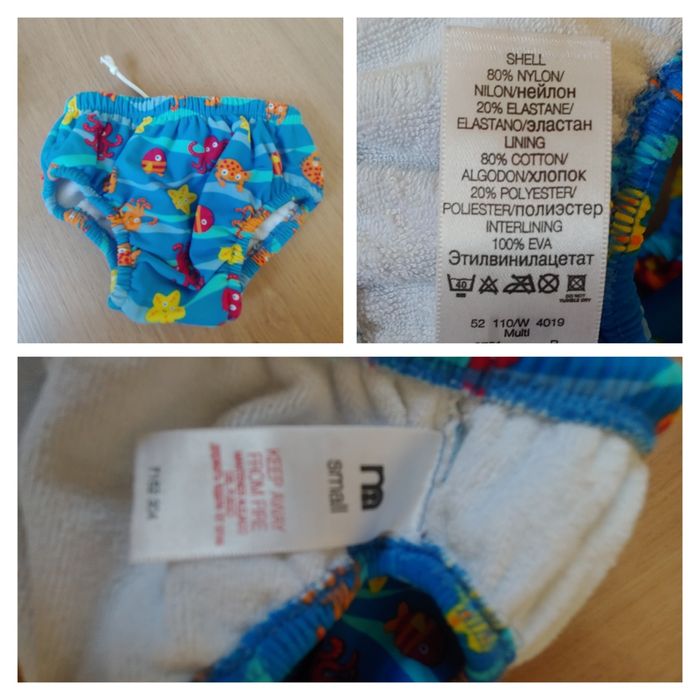 SHELL
80% NYLON/
NILON/нейлон
20% ELASTANE/
ELASTANO/эластан
LINING
80% COTTON/
ALGODON/хлопок
20% POLYESTER/
POLIESTER/полиэстер
INTERLINING
100% EVA
Этилвинилацетат
40
DO NOT
TUMBLE DRY
52 110/W 4019
Multi
small
KEEP AWAY
FROM FIRE